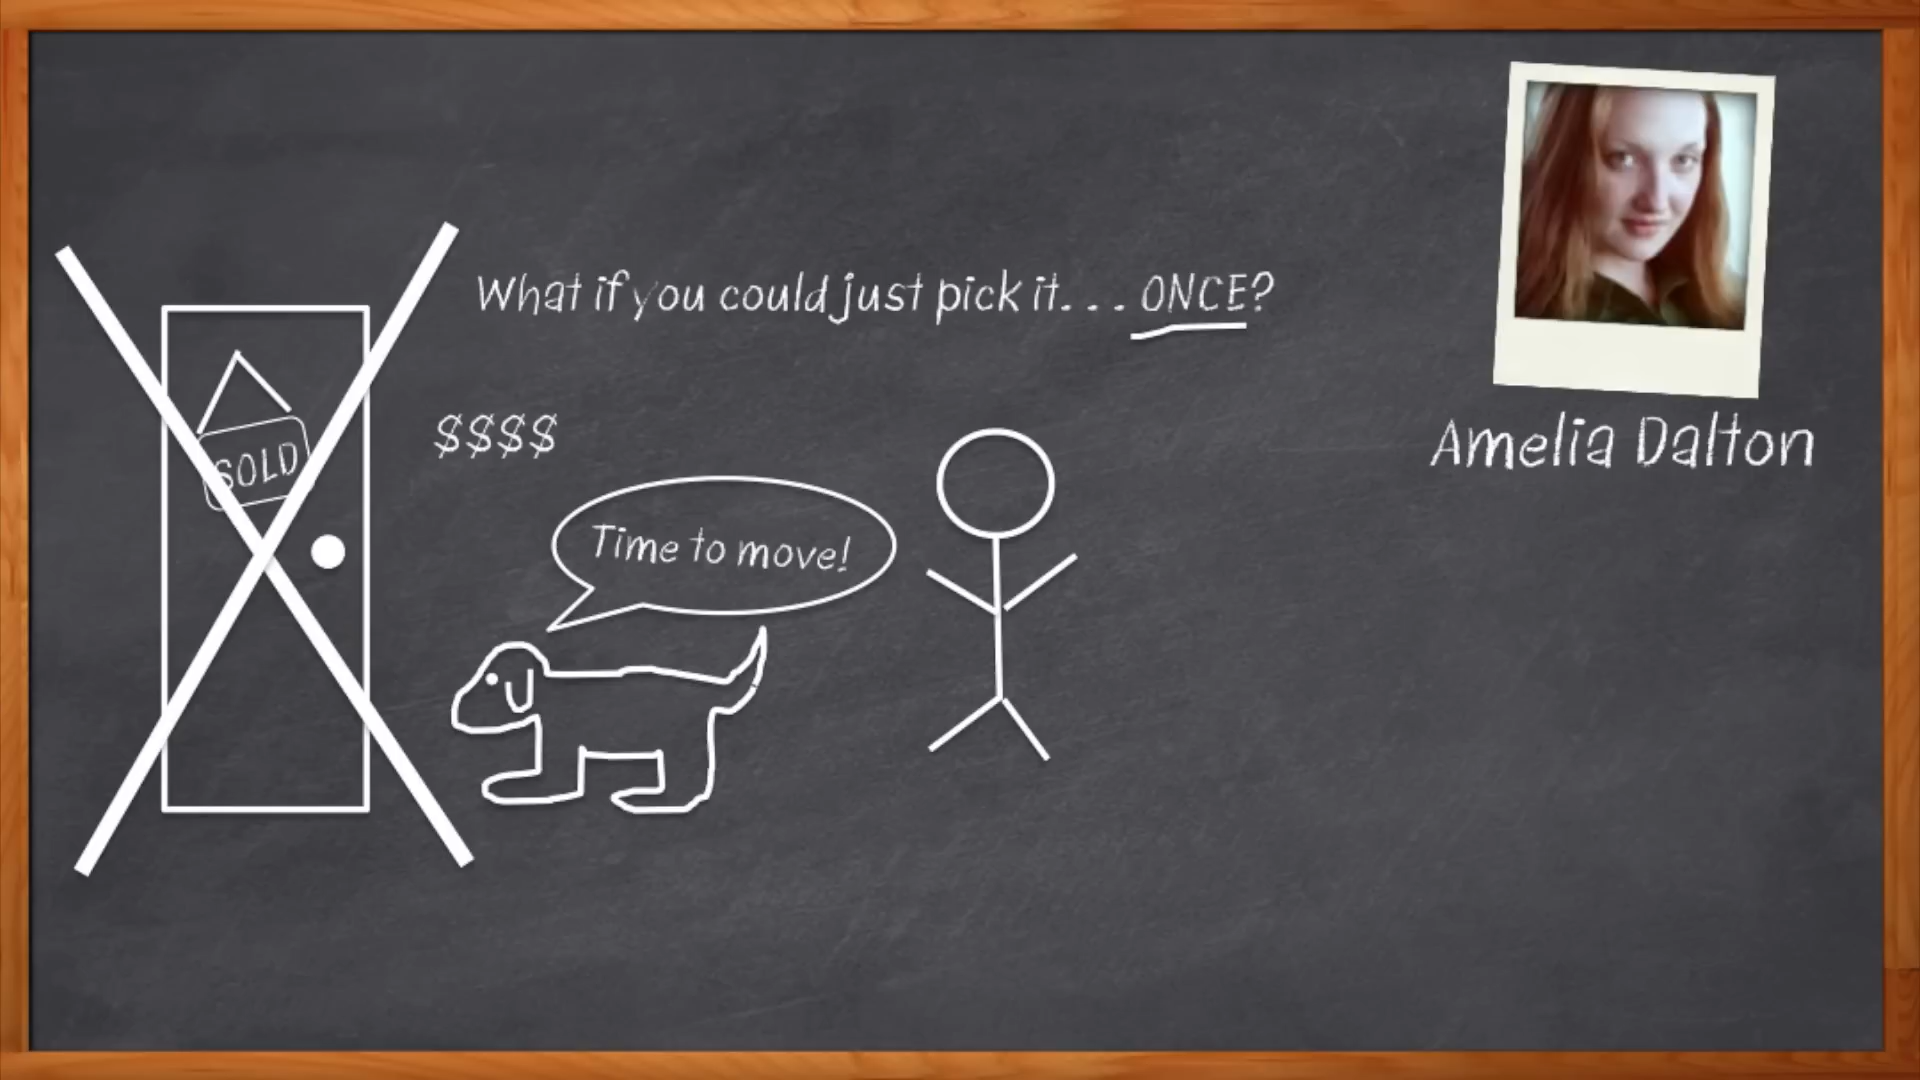 What if you could just pick it. . . ONCE?
$$$$
SOLD
Time to move!
Amelia Dalton